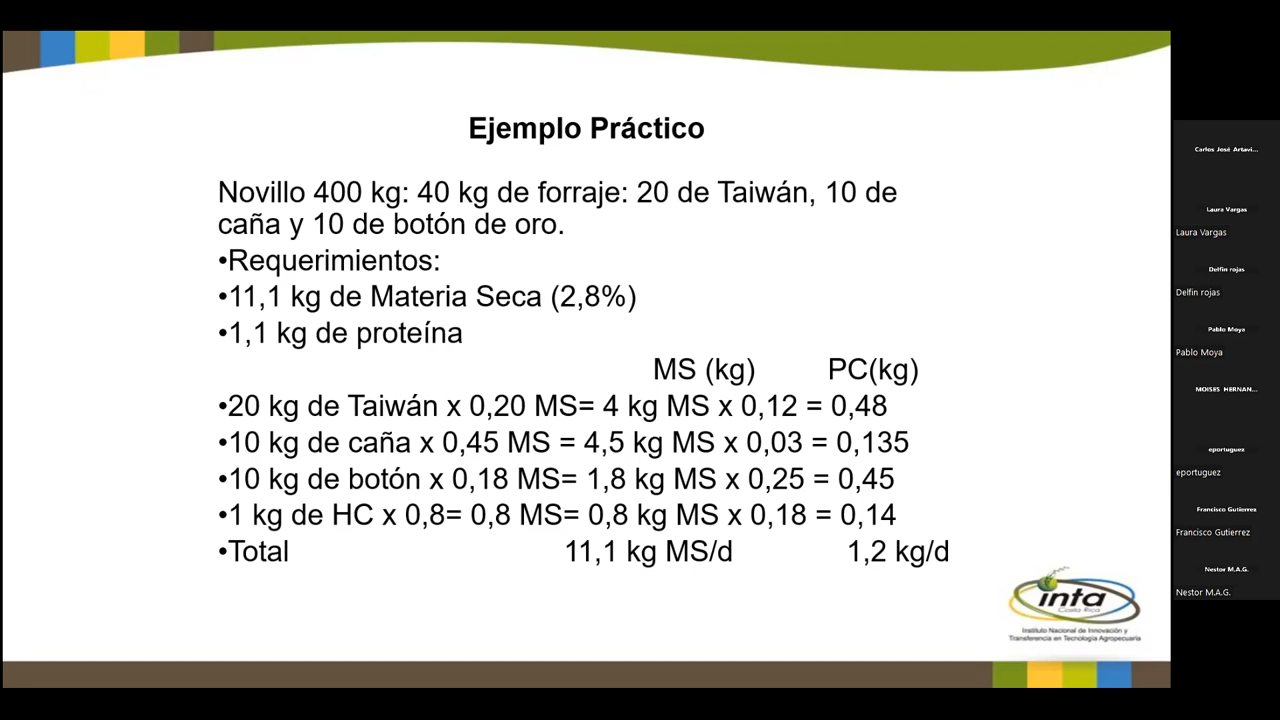 Ejemplo Práctico
Novillo 400 kg: 40 kg de forraje: 20 de Taiwán, 10 de
caña y 10 de botón de oro.
•Requerimientos:
•11,1 kg de Materia Seca (2,8%)
•1,1 kg de proteína
MS (kg) PC(kg)
•20 kg de Taiwán x 0,20 MS= 4 kg MS x 0,12 = 0,48
•10 kg de caña x 0,45 MS = 4,5 kg MS x 0,03 = 0,135
•10 kg de botón x 0,18 MS= 1,8 kg MS x 0,25 = 0,45
•1 kg de HC x 0,8= 0,8 MS= 0,8 kg MS x 0,18 = 0,14
•Total 11,1 kg MS/d 1,2 kg/d
inta
Costa Rica
Instituto Nacional de Innovación y
Transferencia en Tecnología Agropecuaria
Carlos José Artavi...
Laura Vargas
Laura Vargas
Delfin rojas
Delfin rojas
Pablo Moya
Pablo Moya
MOISES HERNAN...
eportuguez
eportuguez
Francisco Gutierrez
Francisco Gutierrez
Nestor M.A.G.
Nestor M.A.G.